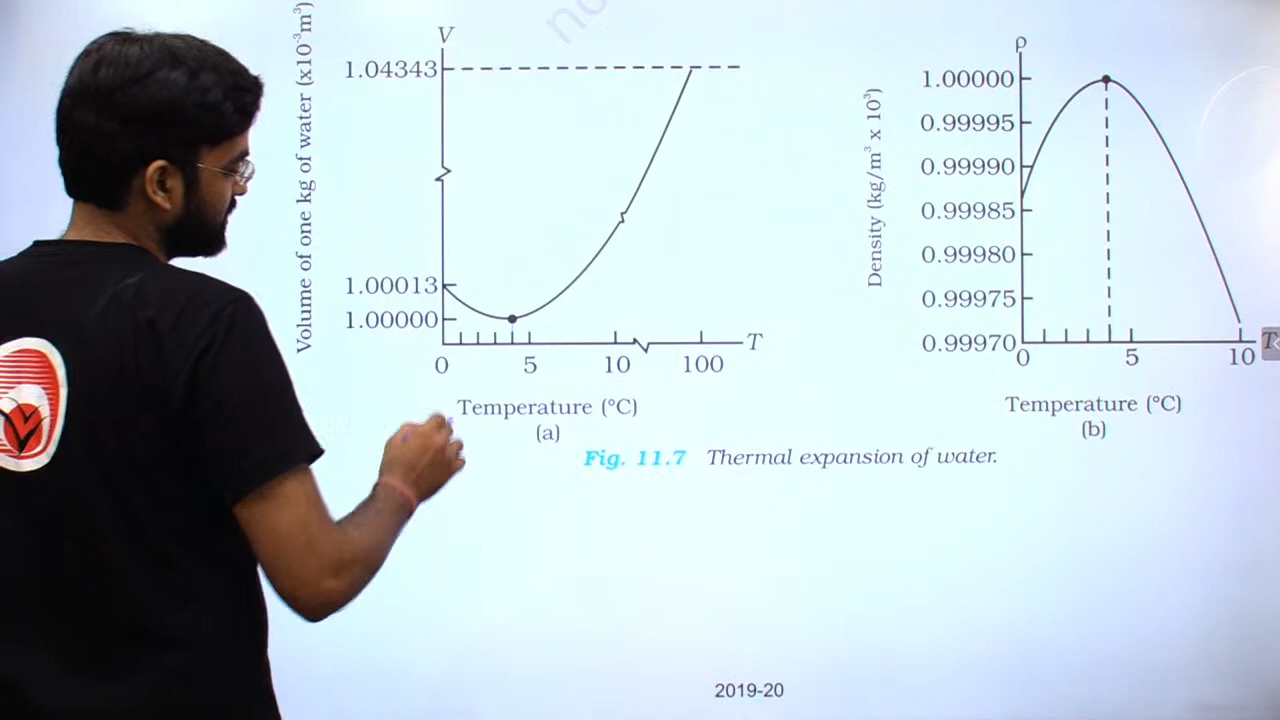 no
V
Volume of one kg of water (x10⁻³m³)
1.04343
1.00013
1.00000
0 5 10 100 T
Temperature (°C)
(a)
ρ
Density (kg/m³ x 10³)
1.00000
0.99995
0.99990
0.99985
0.99980
0.99975
0.99970
0 5 10 T
Temperature (°C)
(b)
Fig. 11.7 Thermal expansion of water.
2019-20